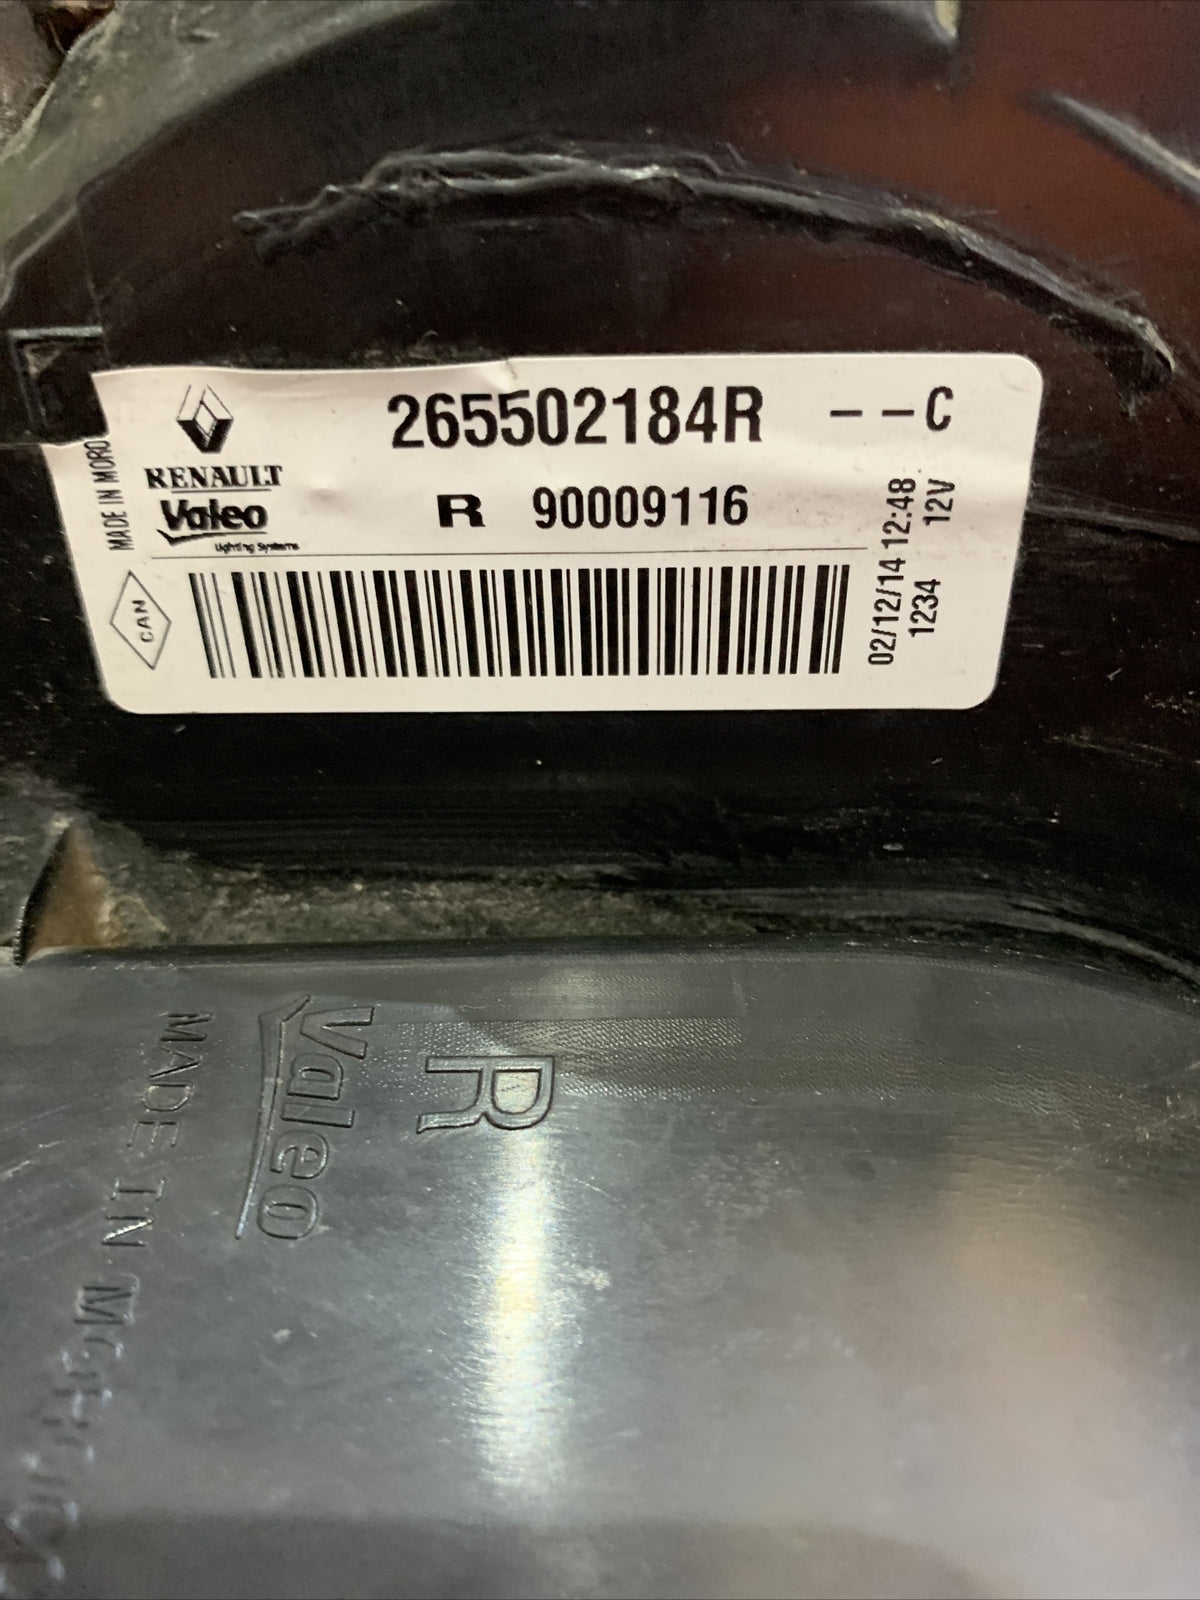 265502184R --C
RENAULT
Valeo
Lighting Systems
R 90009116
MADE IN MORO
CAN
02/12/14 12:48
1234 12V
R
Valeo
MADE IN MOROCCO